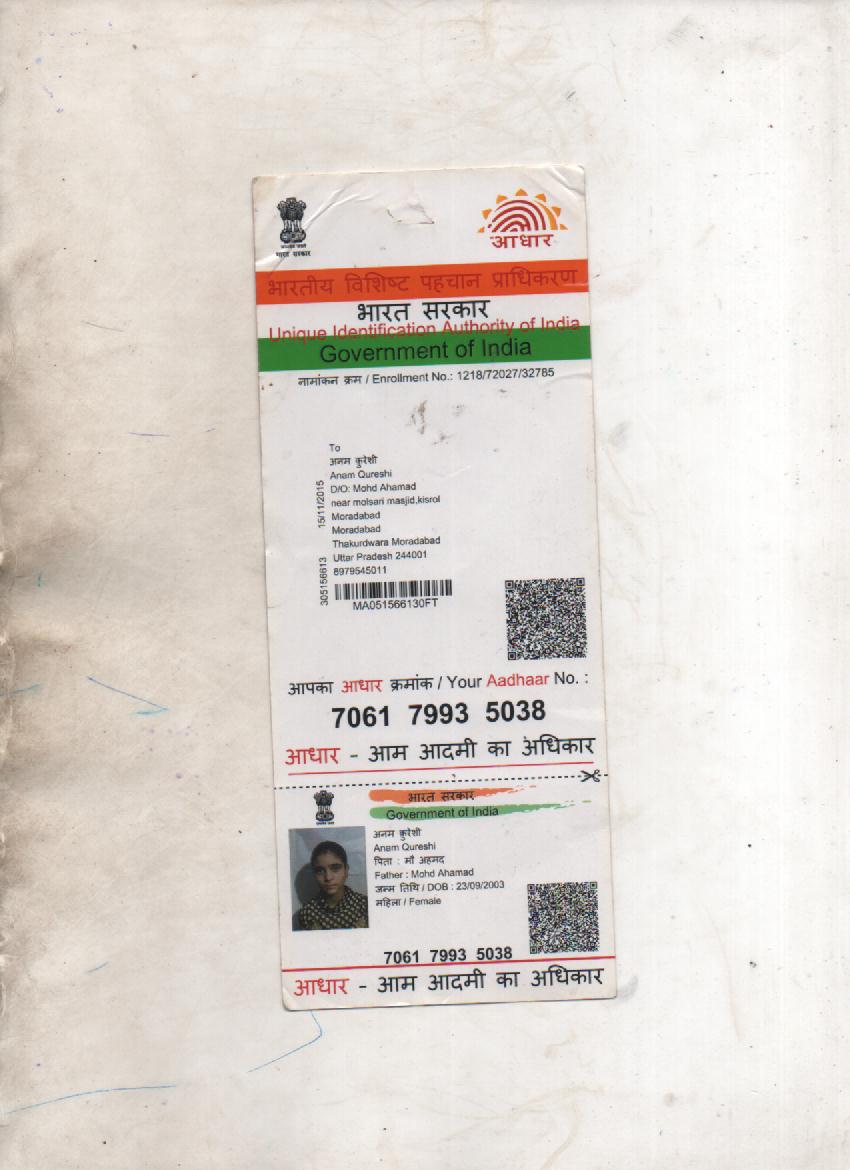 भारत सरकार
आधार
भारतीय विशिष्ट पहचान प्राधिकरण
भारत सरकार
Unique Identification Authority of India
Government of India
नामांकन क्रम / Enrollment No.: 1218/72027/32785
To
अनम कुरेशी
Anam Qureshi
D/O: Mohd Ahamad
near molsari masjid,kisrol
Moradabad
Moradabad
Thakurdwara Moradabad
Uttar Pradesh 244001
8979545011
305156613 15/11/2015
MA051566130FT
आपका आधार क्रमांक / Your Aadhaar No. :
7061 7993 5038
आधार - आम आदमी का अधिकार
भारत सरकार
Government of India
अनम कुरेशी
Anam Qureshi
पिता : मौ अहमद
Father : Mohd Ahamad
जन्म तिथि / DOB : 23/09/2003
महिला / Female
7061 7993 5038
आधार - आम आदमी का अधिकार